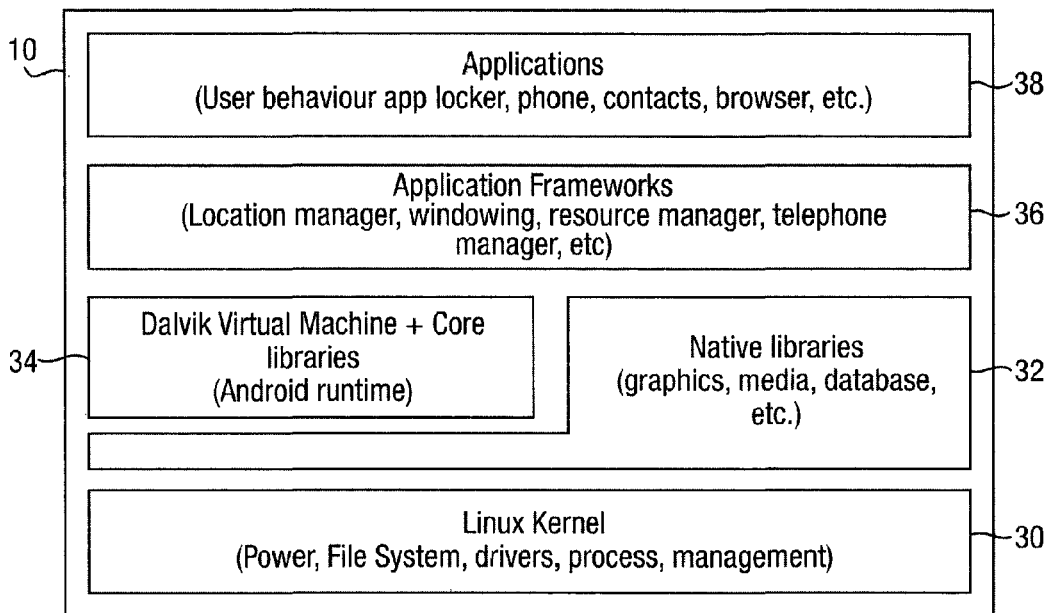 10
Applications
(User behaviour app locker, phone, contacts, browser, etc.)
38
Application Frameworks
(Location manager, windowing, resource manager, telephone
manager, etc)
36
Dalvik Virtual Machine + Core
libraries
(Android runtime)
34
Native libraries
(graphics, media, database,
etc.)
32
Linux Kernel
(Power, File System, drivers, process, management)
30